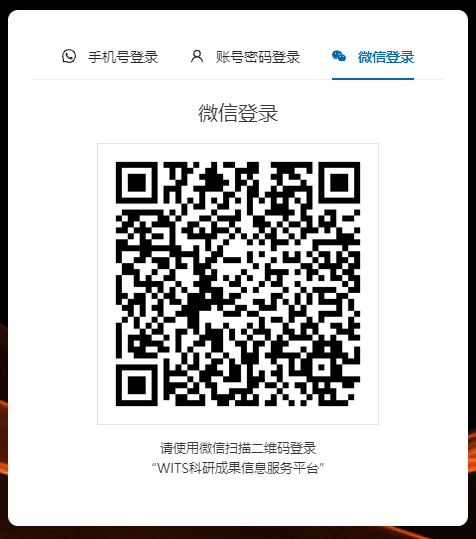 手机号登录 账号密码登录 微信登录
微信登录
请使用微信扫描二维码登录
“WITS科研成果信息服务平台”